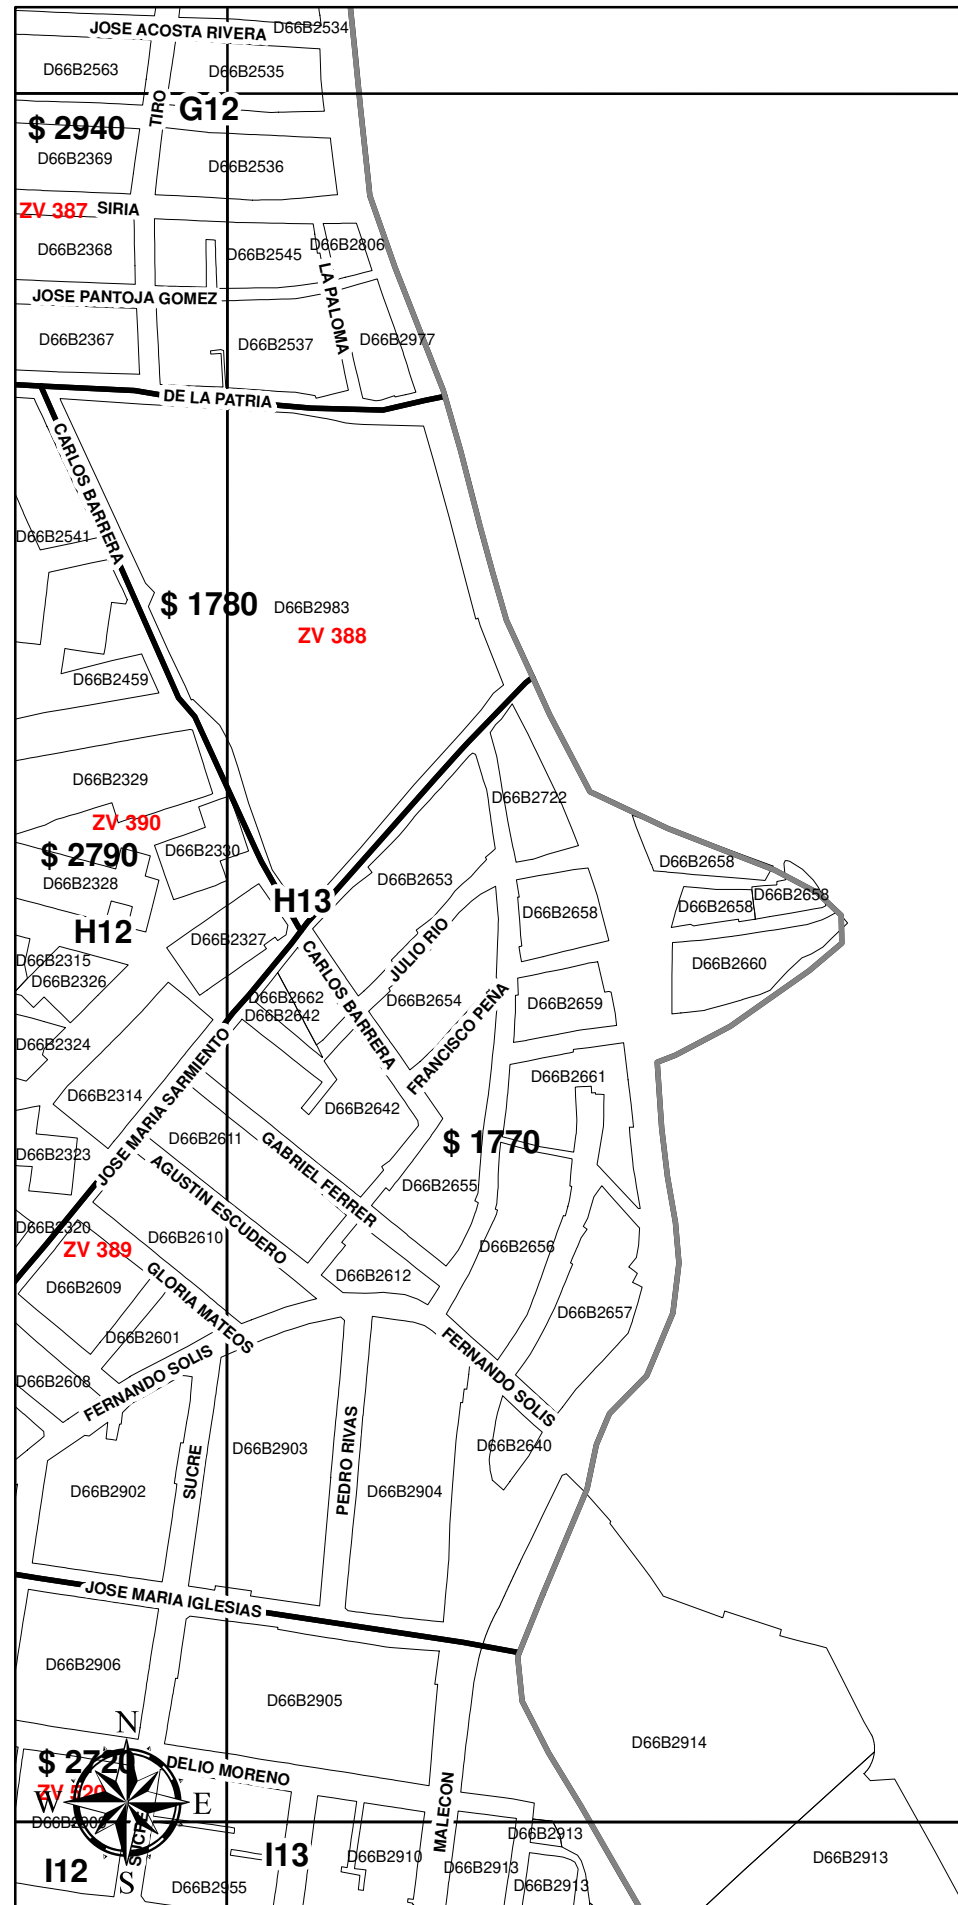 JOSE ACOSTA RIVERA
D66B2534
D66B2563
D66B2535
TIRO
G12
$ 2940
D66B2369
D66B2536
ZV 387
SIRIA
D66B2368
D66B2545
D66B2806
LA PALOMA
JOSE PANTOJA GOMEZ
D66B2367
D66B2537
D66B2977
DE LA PATRIA
CARLOS BARRERA
D66B2541
$ 1780
D66B2983
ZV 388
D66B2459
D66B2329
D66B2722
ZV 390
$ 2790
D66B2330
D66B2328
D66B2653
D66B2658
D66B2658
D66B2658
H13
H12
D66B2327
D66B2658
JULIO RIO
D66B2315
D66B2326
CARLOS BARRERA
D66B2660
D66B2662
D66B2642
D66B2654
FRANCISCO PEÑA
D66B2659
D66B2324
D66B2314
JOSE MARIA SARMIENTO
D66B2642
D66B2661
D66B2323
D66B2611
GABRIEL FERRER
$ 1770
AGUSTIN ESCUDERO
D66B2655
D66B2320
ZV 389
D66B2610
D66B2656
D66B2609
GLORIA MATEOS
D66B2612
D66B2657
D66B2601
FERNANDO SOLIS
FERNANDO SOLIS
D66B2608
D66B2903
D66B2640
SUCRE
PEDRO RIVAS
D66B2902
D66B2904
JOSE MARIA IGLESIAS
D66B2906
D66B2905
N
D66B2914
$ 2720
DELIO MORENO
ZV 520
W
E
MALECON
SUCRE
D66B2913
I12
I13
D66B2910
D66B2913
D66B2913
S
D66B2955
D66B2913